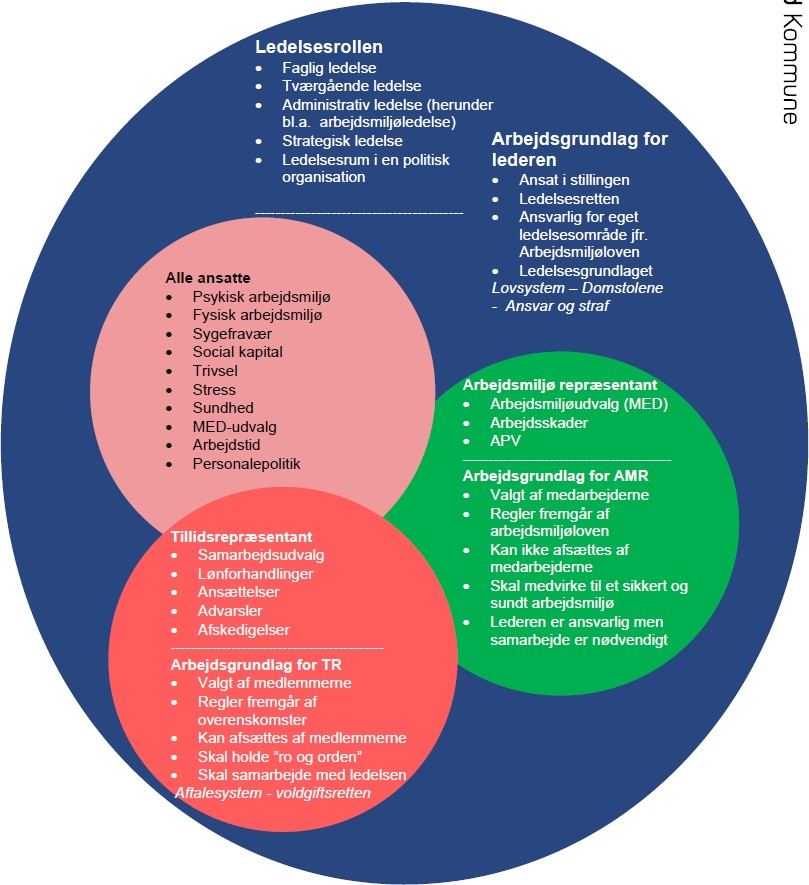 Ledelsesrollen
• Faglig ledelse
• Tværgående ledelse
• Administrativ ledelse (herunder
bl.a. arbejdsmiljøledelse)
• Strategisk ledelse
• Ledelsesrum i en politisk
organisation
Arbejdsgrundlag for
lederen
• Ansat i stillingen
• Ledelsesretten
• Ansvarlig for eget
ledelsesområde jfr.
Arbejdsmiljøloven
• Ledelsesgrundlaget
Lovsystem – Domstolene
- Ansvar og straf
Alle ansatte
• Psykisk arbejdsmiljø
• Fysisk arbejdsmiljø
• Sygefravær
• Social kapital
• Trivsel
• Stress
• Sundhed
• MED-udvalg
• Arbejdstid
• Personalepolitik
Arbejdsmiljø repræsentant
• Arbejdsmiljøudvalg (MED)
• Arbejdsskader
• APV
Arbejdsgrundlag for AMR
• Valgt af medarbejderne
• Regler fremgår af
arbejdsmiljøloven
• Kan ikke afsættes af
medarbejderne
• Skal medvirke til et sikkert og
sundt arbejdsmiljø
• Lederen er ansvarlig men
samarbejde er nødvendigt
Tillidsrepræsentant
• Samarbejdsudvalg
• Lønforhandlinger
• Ansættelser
• Advarsler
• Afskedigelser
Arbejdsgrundlag for TR
• Valgt af medlemmerne
• Regler fremgår af
overenskomster
• Kan afsættes af medlemmerne
• Skal holde ”ro og orden”
• Skal samarbejde med ledelsen
Aftalesystem - voldgiftsretten
Kommune